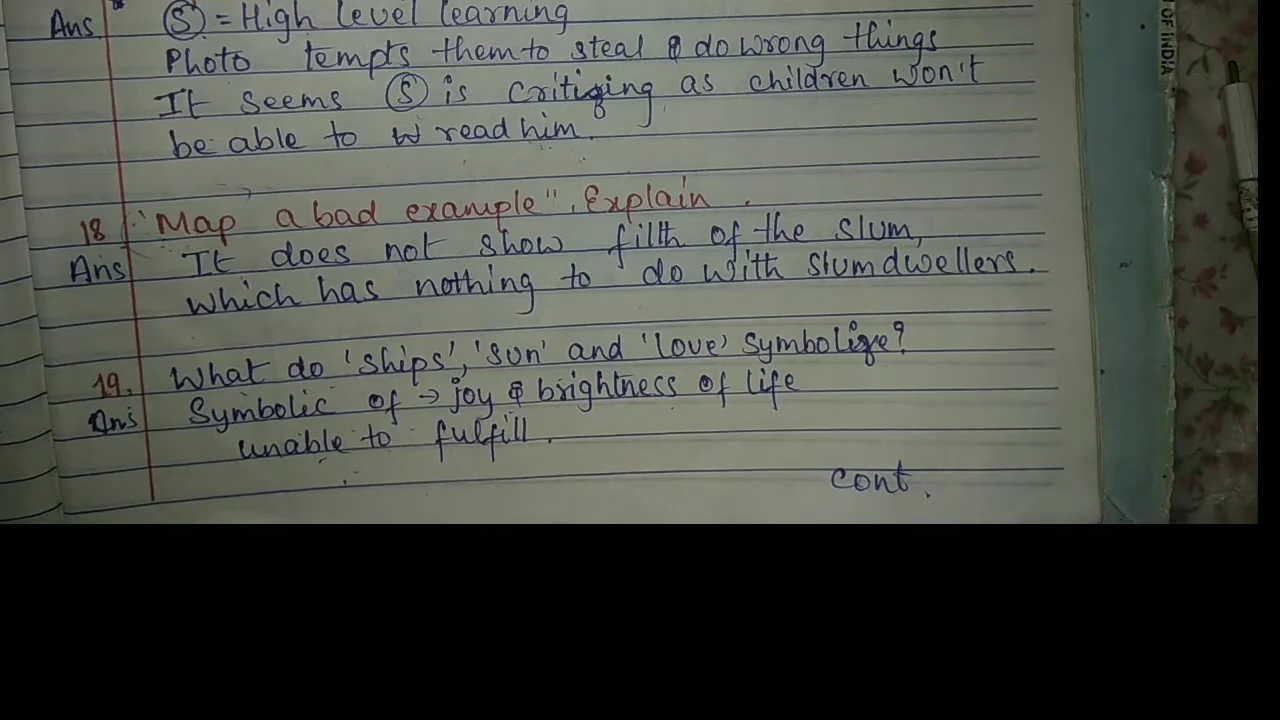 Ans (S) = High level learning
Photo tempts them to steal & do wrong things
It seems (S) is critizing as children won't
be able to read him.
18. "Map a bad example". Explain.
Ans It does not show filth of the slum,
which has nothing to do with slumdwellers.
19. What do 'ships', 'sun' and 'love' symbolize?
Ans Symbolic of → joy & brightness of life
unable to fulfill.
cont.
OF INDIA